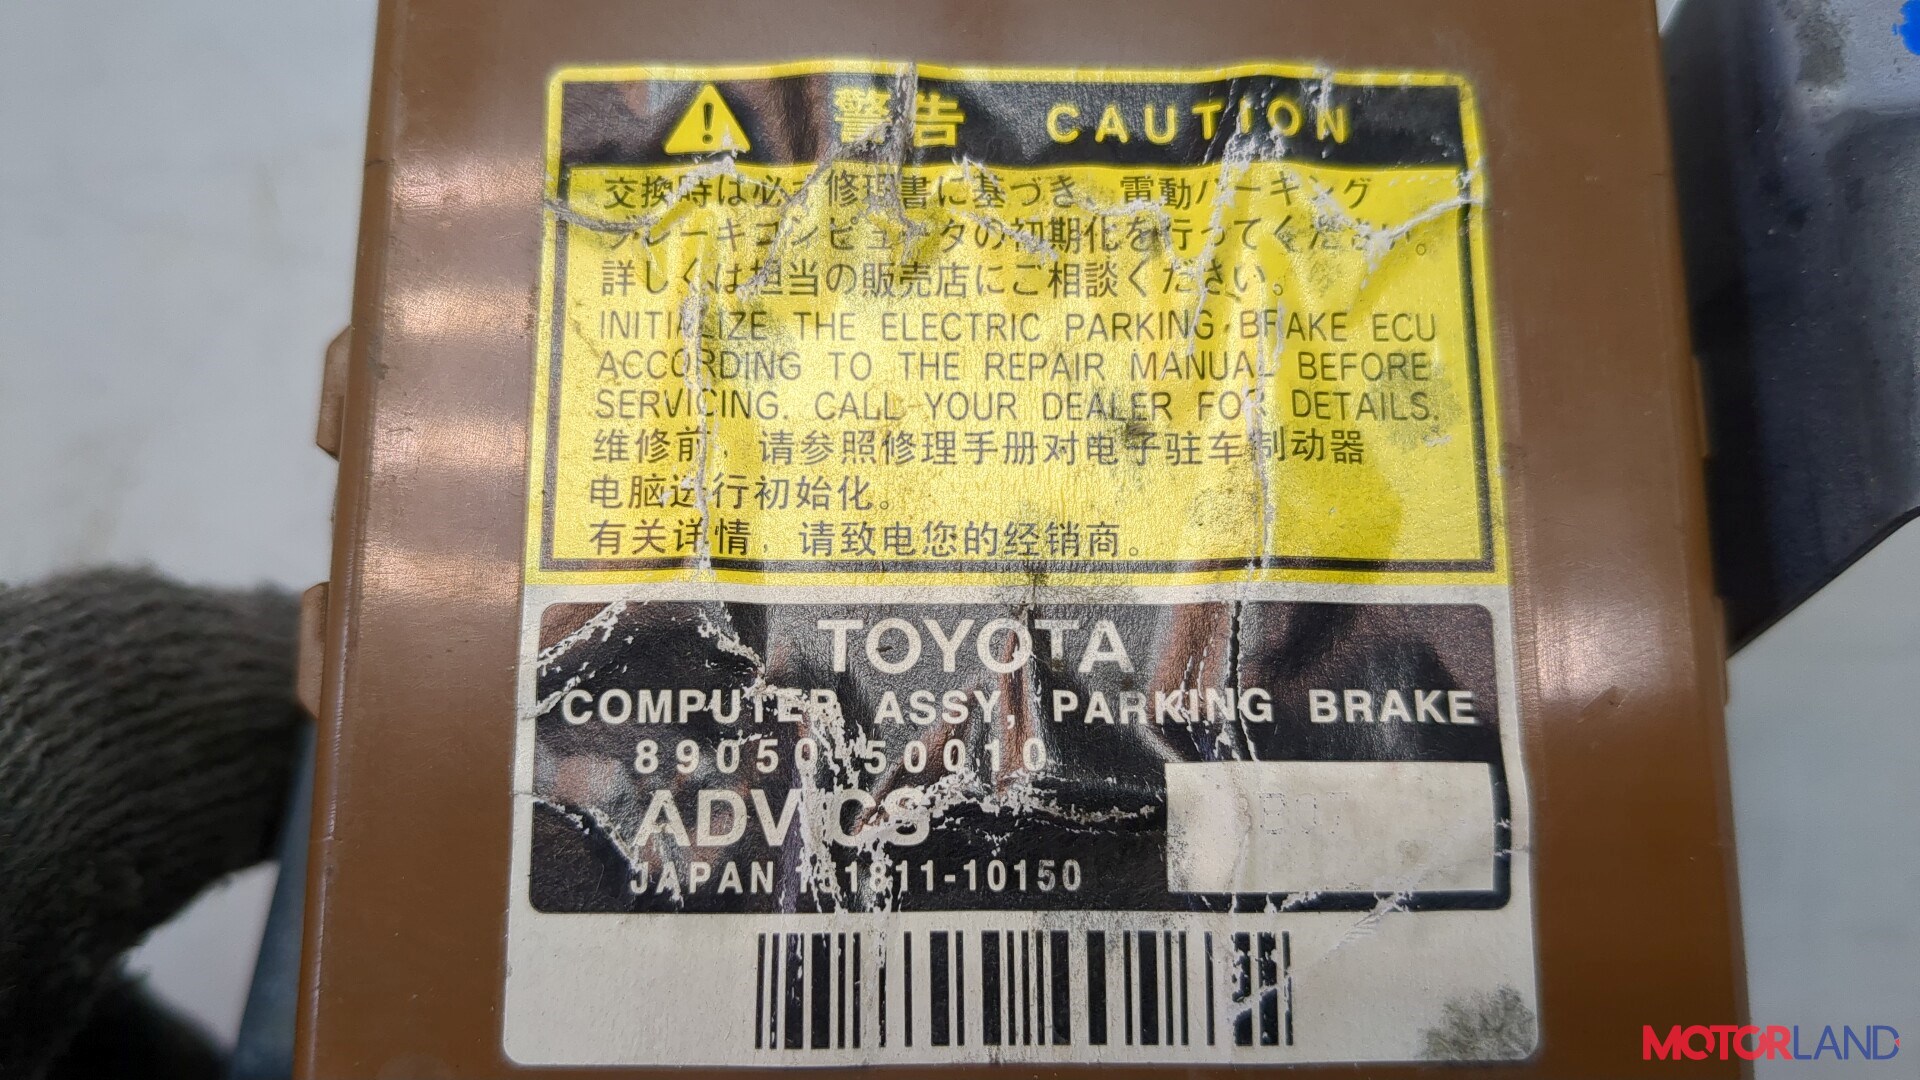 警告 CAUTION
交換時は必ず修理書に基づき、電動パーキング
ブレーキコンピュータの初期化を行ってください。
詳しくは担当の販売店にご相談ください。
INITIALIZE THE ELECTRIC PARKING BRAKE ECU
ACCORDING TO THE REPAIR MANUAL BEFORE
SERVICING. CALL YOUR DEALER FOR DETAILS.
维修前，请参照修理手册对电子驻车制动器
电脑进行初始化。
有关详情，请致电您的经销商。
TOYOTA
COMPUTER ASSY, PARKING BRAKE
89050-50010
ADVICS
JAPAN 151811-10150
MOTORLAND